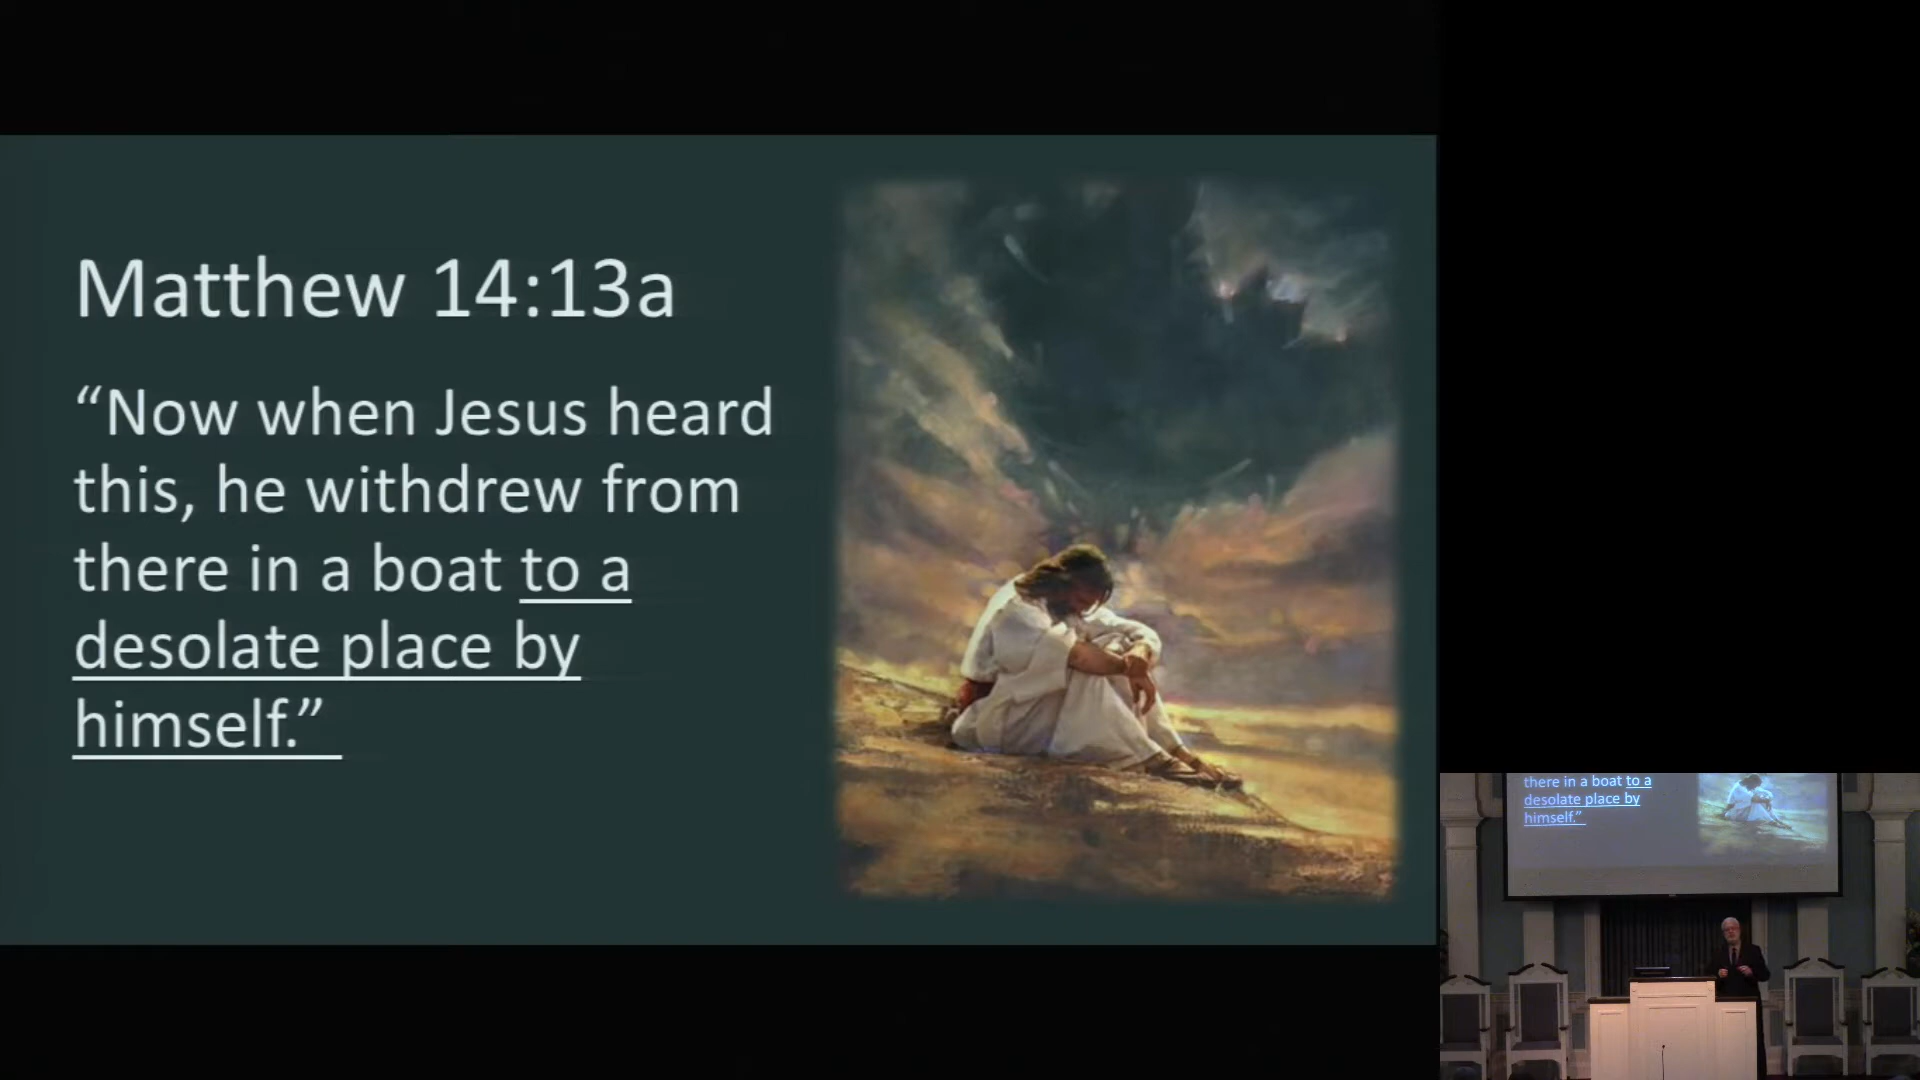 Matthew 14:13a
“Now when Jesus heard
this, he withdrew from
there in a boat to a
desolate place by
himself.”
there in a boat to a
desolate place by
himself.”